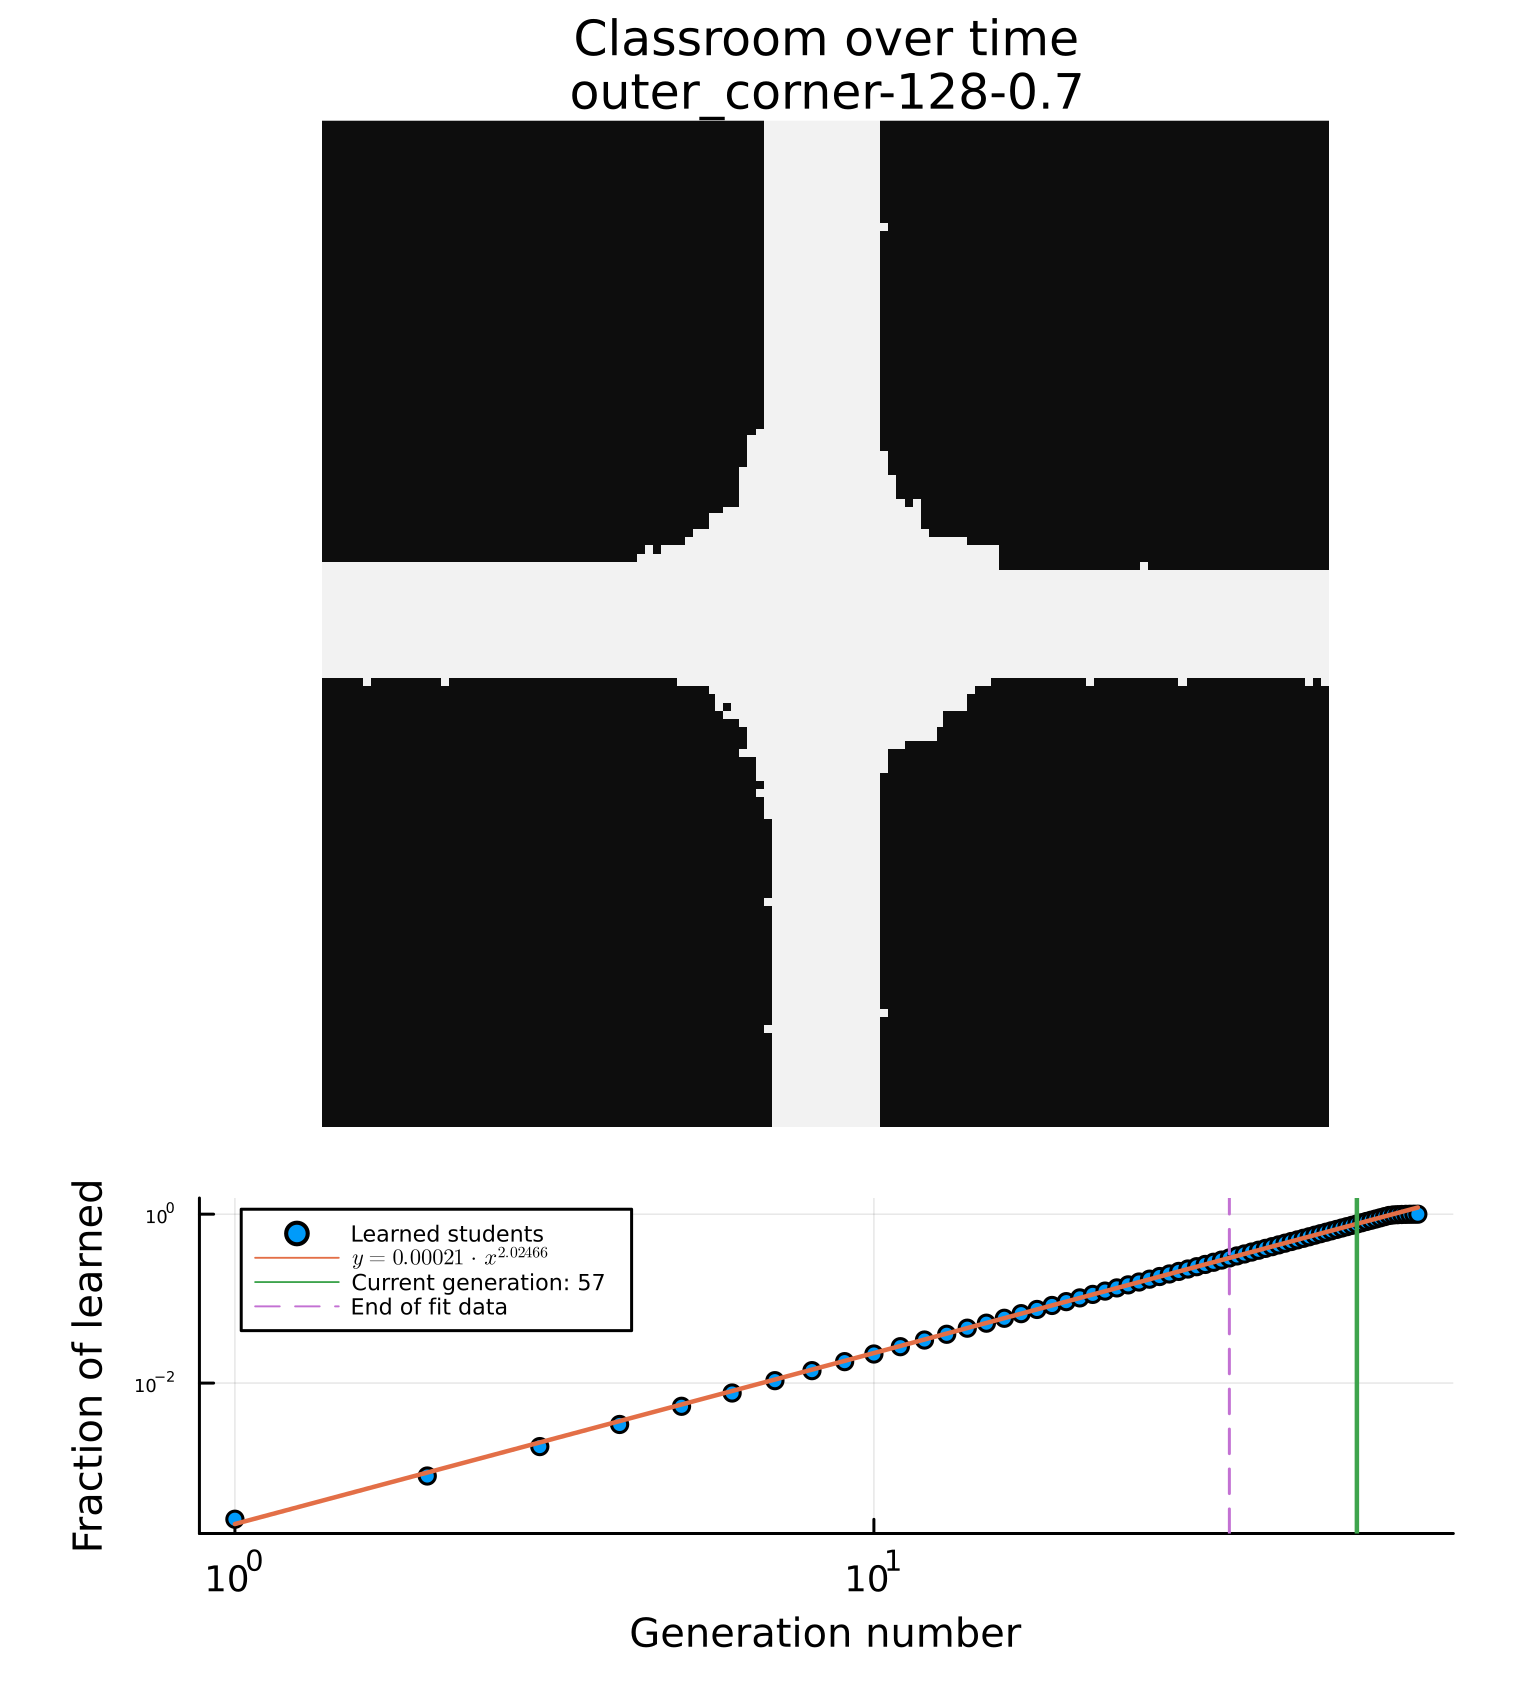 Classroom over time
outer_corner-128-0.7
10⁰
10⁻²
Fraction of learned
Learned students
y = 0.00021 · x^2.02466
Current generation: 57
End of fit data
10⁰
10¹
Generation number